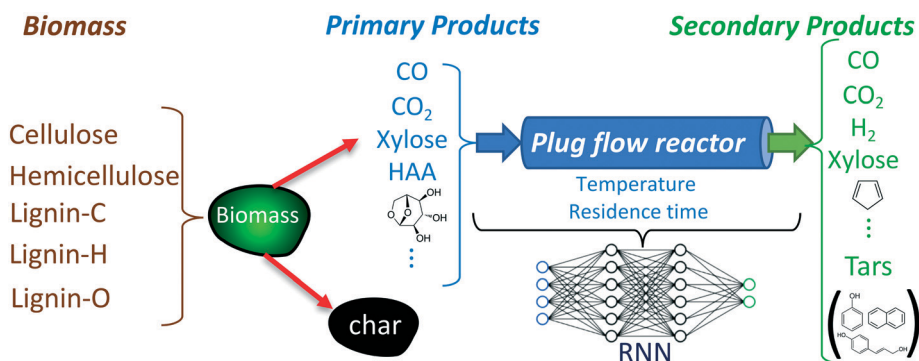 Biomass
Primary Products
Secondary Products
Cellulose
Hemicellulose
Lignin-C
Lignin-H
Lignin-O
Biomass
char
CO
CO₂
Xylose
HAA
OH
O
O
OH
OH
⋮
Plug flow reactor
Temperature
Residence time
RNN
CO
CO₂
H₂
Xylose
⋮
Tars
OH
HO
OH